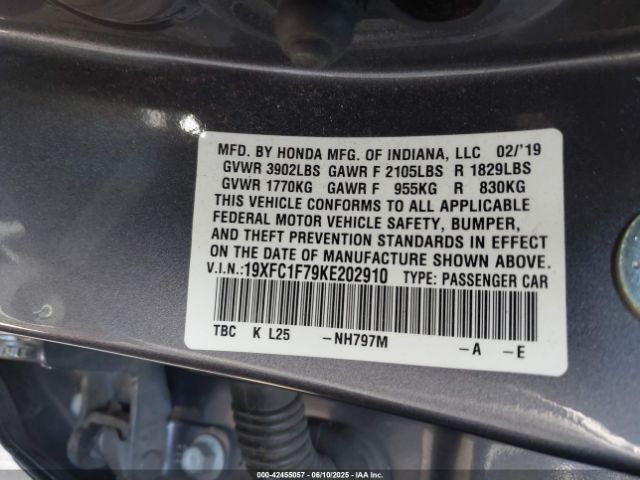 MFD. BY HONDA MFG. OF INDIANA, LLC 02/'19
GVWR 3902LBS GAWR F 2105LBS R 1829LBS
GVWR 1770KG GAWR F 955KG R 830KG
THIS VEHICLE CONFORMS TO ALL APPLICABLE
FEDERAL MOTOR VEHICLE SAFETY, BUMPER,
AND THEFT PREVENTION STANDARDS IN EFFECT
ON THE DATE OF MANUFACTURE SHOWN ABOVE.
V.I.N.:19XFC1F79KE202910 TYPE: PASSENGER CAR
TBC K L25 -NH797M -A -E
000-42455057 - 06/10/2025 - IAA Inc.